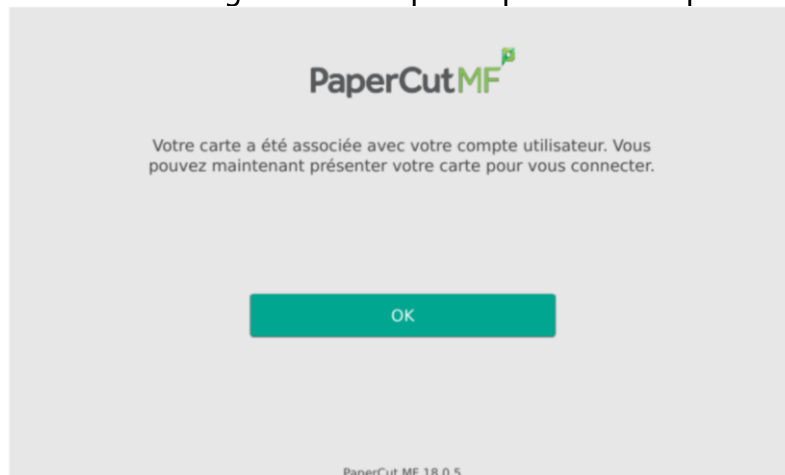 PaperCutMF
Votre carte a été associée avec votre compte utilisateur. Vous
pouvez maintenant présenter votre carte pour vous connecter.
OK
PaperCut MF 18.0.5